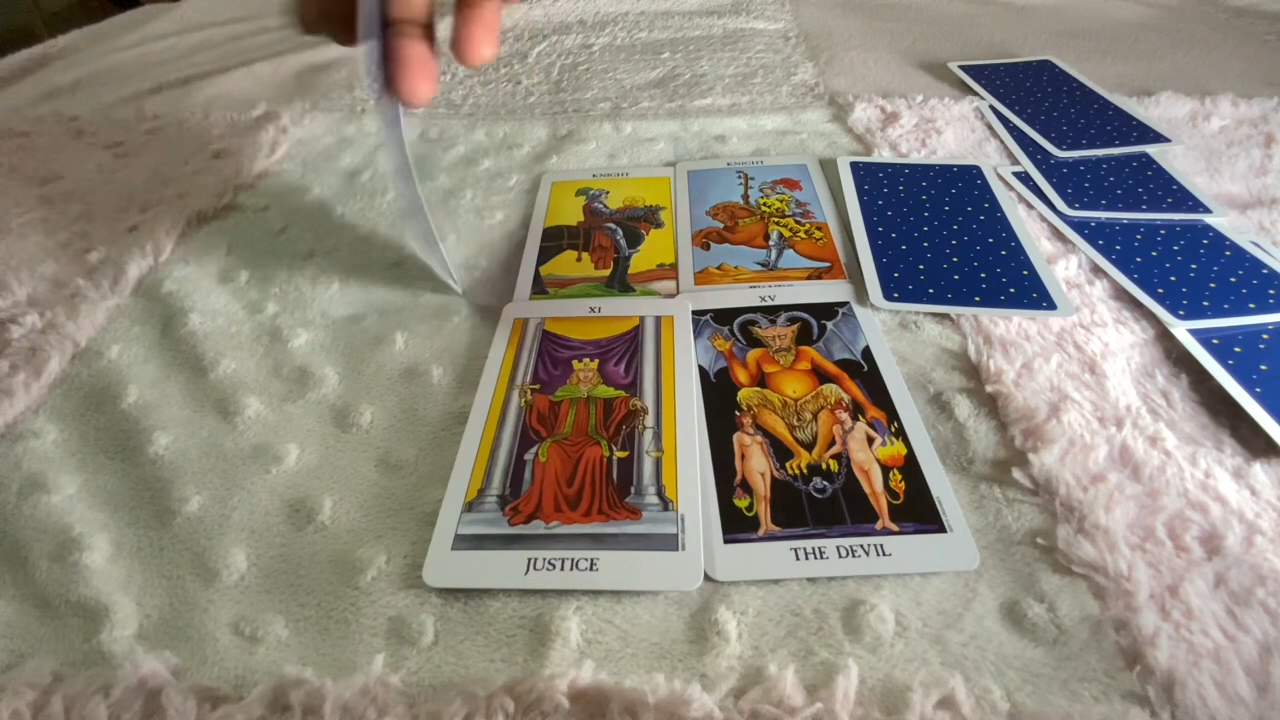 KNIGHT
KNIGHT
XI
XV
JUSTICE
THE DEVIL